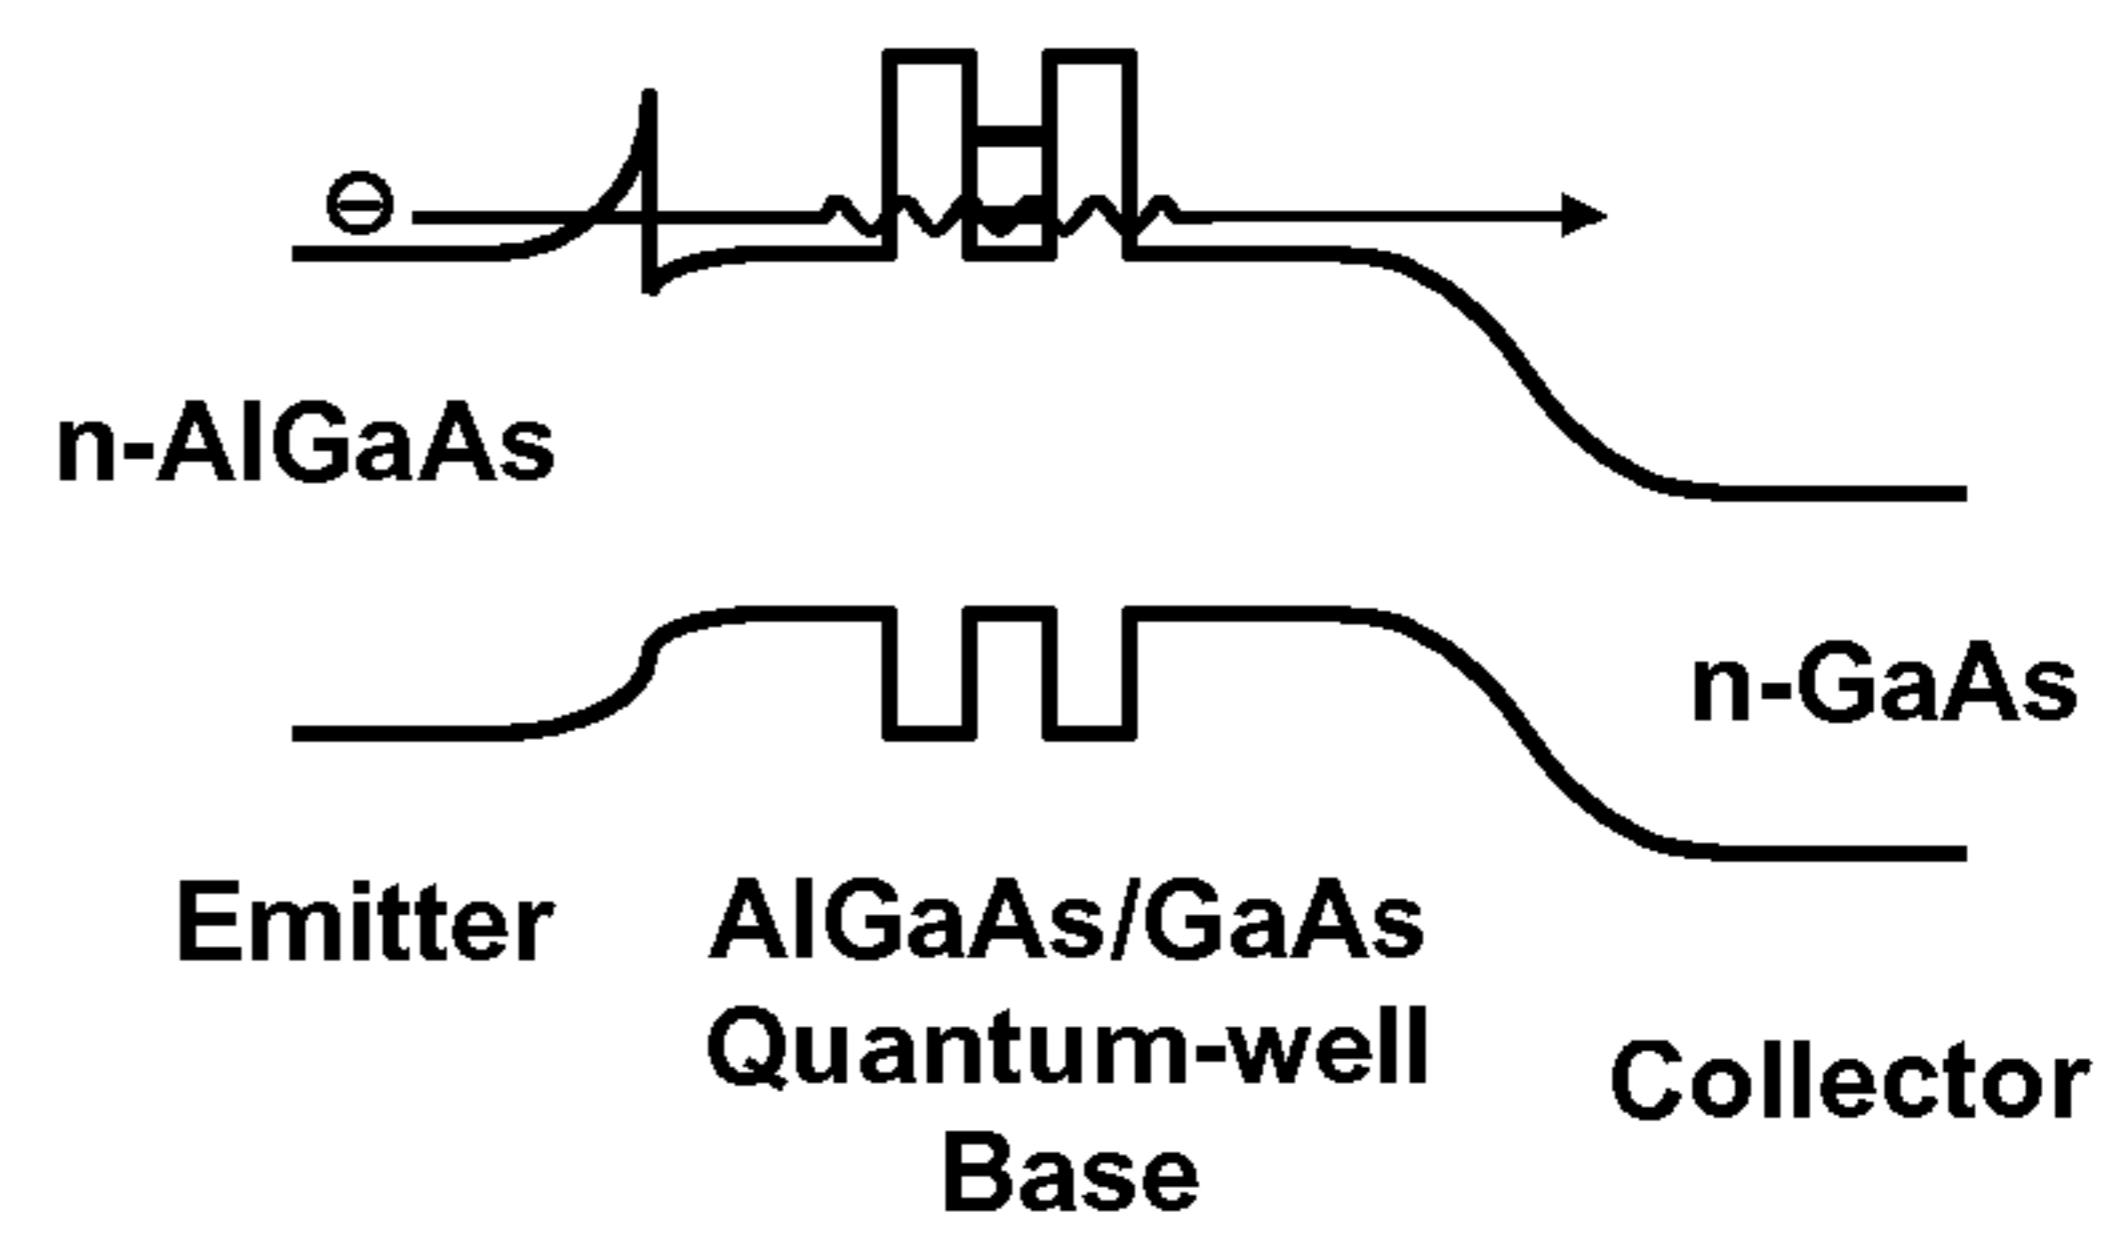 n-AlGaAs
n-GaAs
Emitter
AlGaAs/GaAs
Quantum-well
Base
Collector